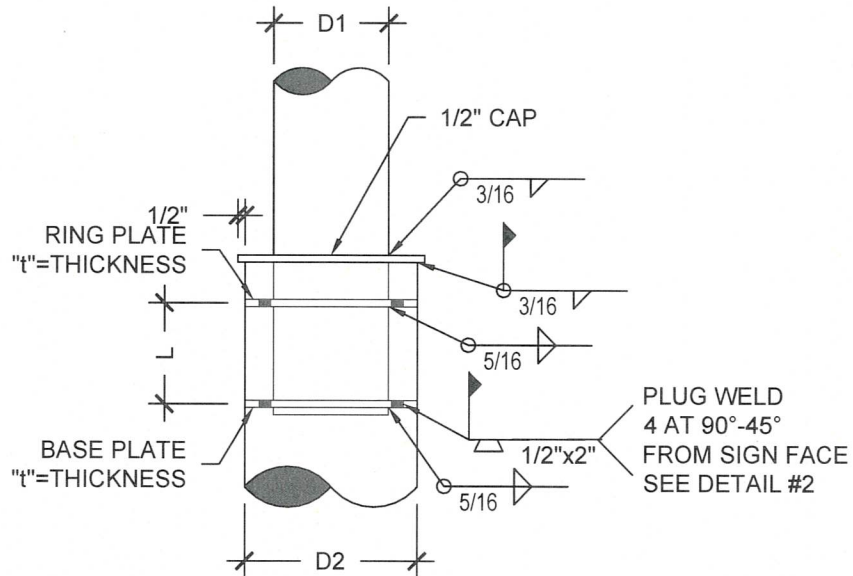 D1
1/2" CAP
3/16
1/2"
RING PLATE
"t"=THICKNESS
3/16
L
5/16
PLUG WELD
4 AT 90°-45°
FROM SIGN FACE
SEE DETAIL #2
1/2"x2"
BASE PLATE
"t"=THICKNESS
5/16
D2